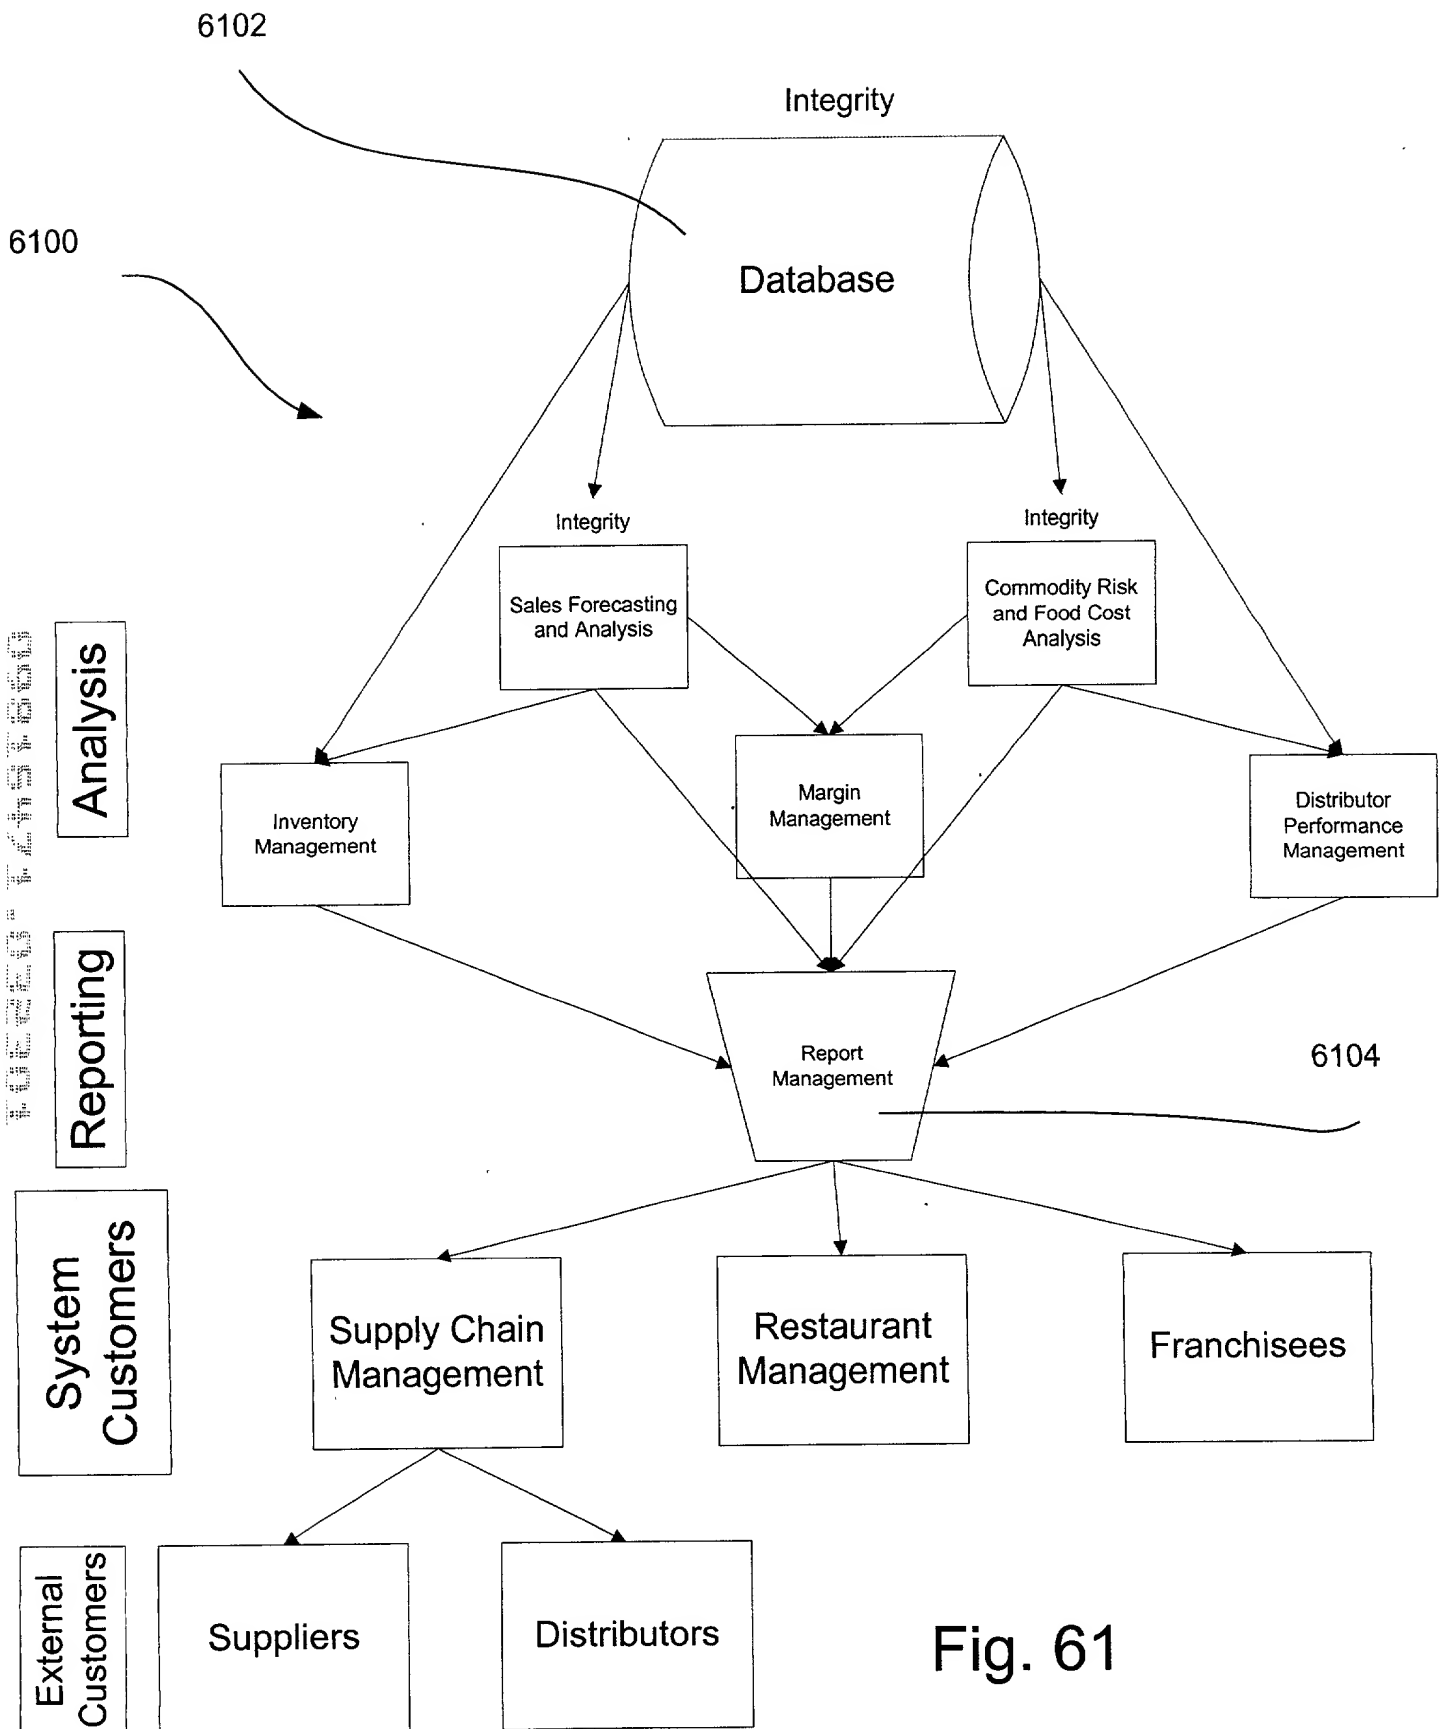 6102
Integrity
6100
Database
Integrity
Integrity
Sales Forecasting
and Analysis
Commodity Risk
and Food Cost
Analysis
Analysis
Inventory
Management
Margin
Management
Distributor
Performance
Management
Reporting
Report
Management
6104
System
Customers
Supply Chain
Management
Restaurant
Management
Franchisees
External
Customers
Suppliers
Distributors
Fig. 61